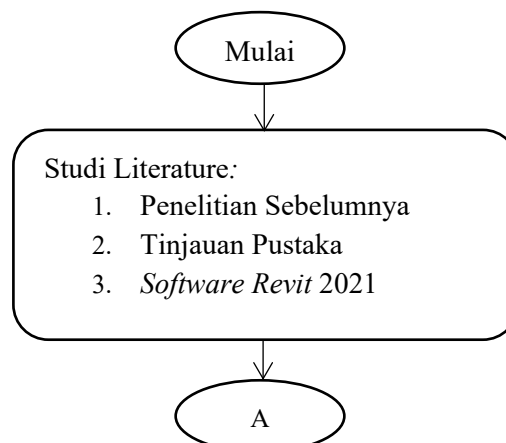 Mulai
Studi Literature:
1. Penelitian Sebelumnya
2. Tinjauan Pustaka
3. Software Revit 2021
A